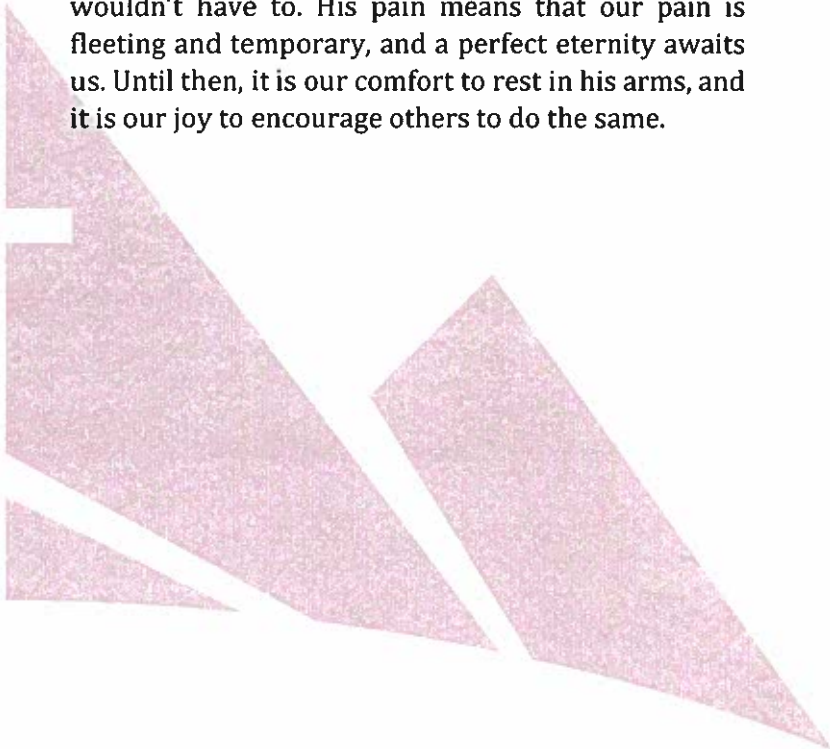 wouldn't have to. His pain means that our pain is
fleeting and temporary, and a perfect eternity awaits
us. Until then, it is our comfort to rest in his arms, and
it is our joy to encourage others to do the same.